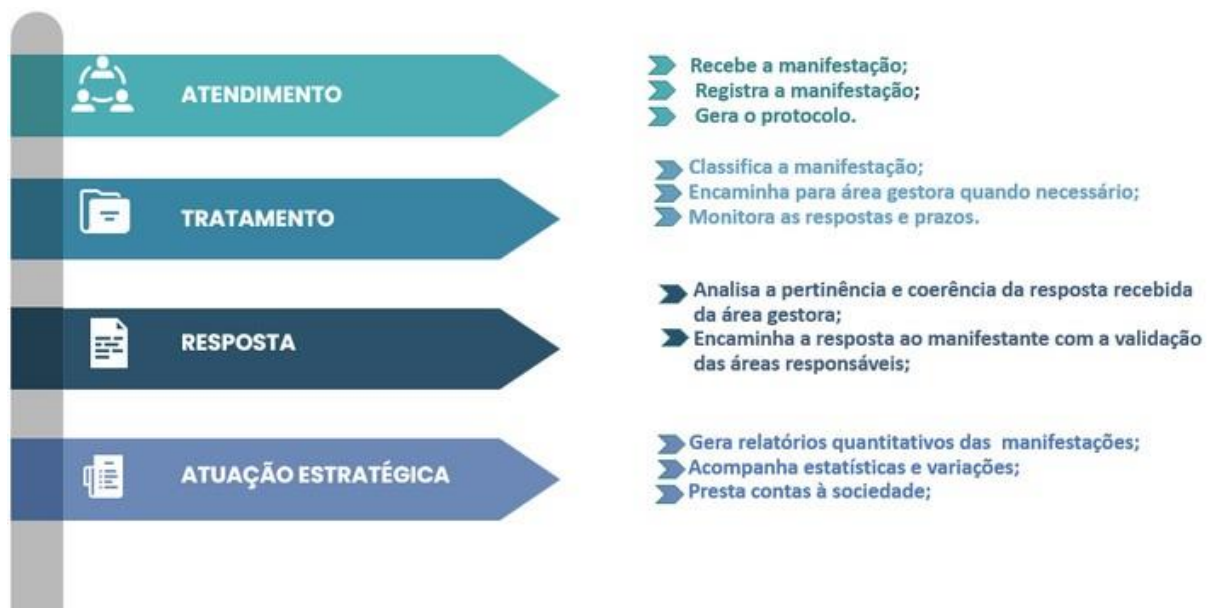 ATENDIMENTO
Recebe a manifestação;
Registra a manifestação;
Gera o protocolo.
TRATAMENTO
Classifica a manifestação;
Encaminha para área gestora quando necessário;
Monitora as respostas e prazos.
RESPOSTA
Analisa a pertinência e coerência da resposta recebida
da área gestora;
Encaminha a resposta ao manifestante com a validação
das áreas responsáveis;
ATUAÇÃO ESTRATÉGICA
Gera relatórios quantitativos das manifestações;
Acompanha estatísticas e variações;
Presta contas à sociedade;